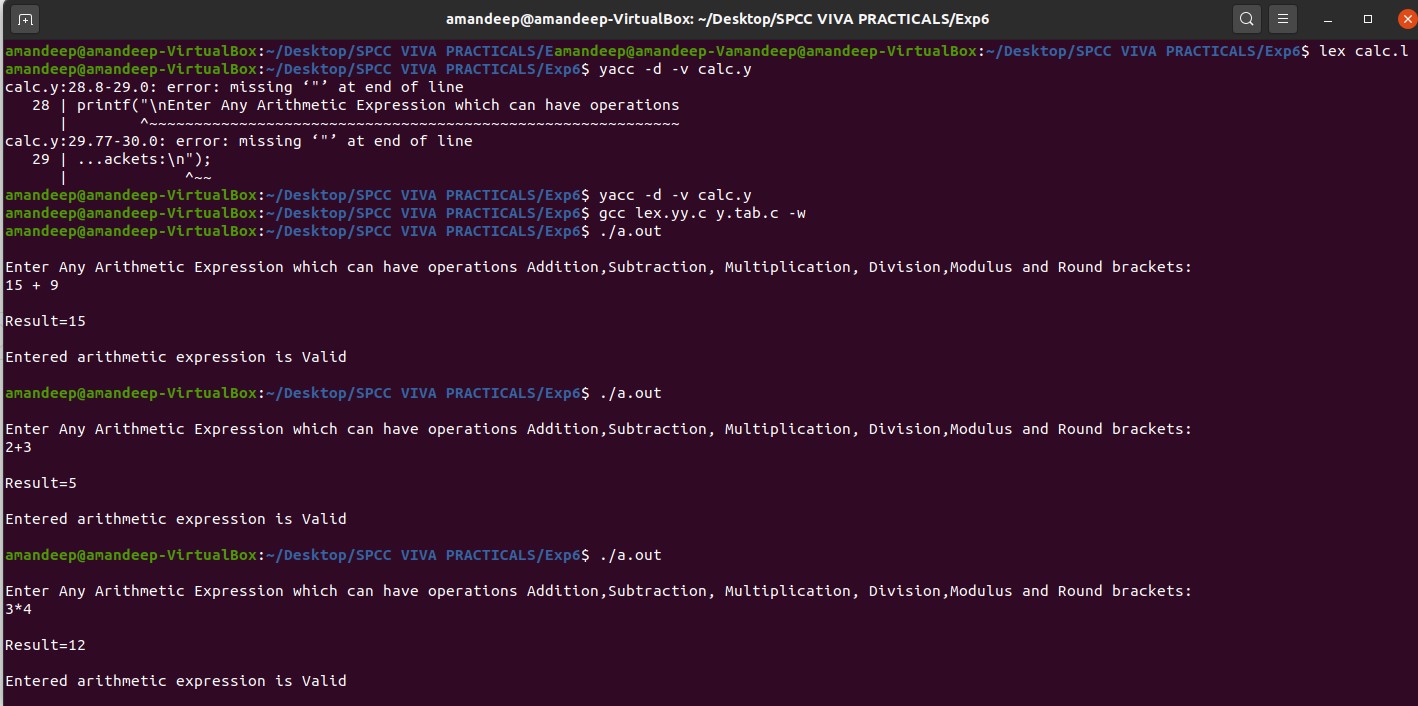 amandeep@amandeep-VirtualBox: ~/Desktop/SPCC VIVA PRACTICALS/Exp6
amandeep@amandeep-VirtualBox:~/Desktop/SPCC VIVA PRACTICALS/Eamandeep@amandeep-Vamandeep@amandeep-VirtualBox:~/Desktop/SPCC VIVA PRACTICALS/Exp6$ lex calc.l
amandeep@amandeep-VirtualBox:~/Desktop/SPCC VIVA PRACTICALS/Exp6$ yacc -d -v calc.y
calc.y:28.8-29.0: error: missing ‘"’ at end of line
   28 | printf("\nEnter Any Arithmetic Expression which can have operations
      |        ^~~~~~~~~~~~~~~~~~~~~~~~~~~~~~~~~~~~~~~~~~~~~~~~~~~~~~~~~~~~
calc.y:29.77-30.0: error: missing ‘"’ at end of line
   29 | ...ackets:\n");
      |             ^~~
amandeep@amandeep-VirtualBox:~/Desktop/SPCC VIVA PRACTICALS/Exp6$ yacc -d -v calc.y
amandeep@amandeep-VirtualBox:~/Desktop/SPCC VIVA PRACTICALS/Exp6$ gcc lex.yy.c y.tab.c -w
amandeep@amandeep-VirtualBox:~/Desktop/SPCC VIVA PRACTICALS/Exp6$ ./a.out
Enter Any Arithmetic Expression which can have operations Addition,Subtraction, Multiplication, Division,Modulus and Round brackets:
15 + 9
Result=15
Entered arithmetic expression is Valid
amandeep@amandeep-VirtualBox:~/Desktop/SPCC VIVA PRACTICALS/Exp6$ ./a.out
Enter Any Arithmetic Expression which can have operations Addition,Subtraction, Multiplication, Division,Modulus and Round brackets:
2+3
Result=5
Entered arithmetic expression is Valid
amandeep@amandeep-VirtualBox:~/Desktop/SPCC VIVA PRACTICALS/Exp6$ ./a.out
Enter Any Arithmetic Expression which can have operations Addition,Subtraction, Multiplication, Division,Modulus and Round brackets:
3*4
Result=12
Entered arithmetic expression is Valid